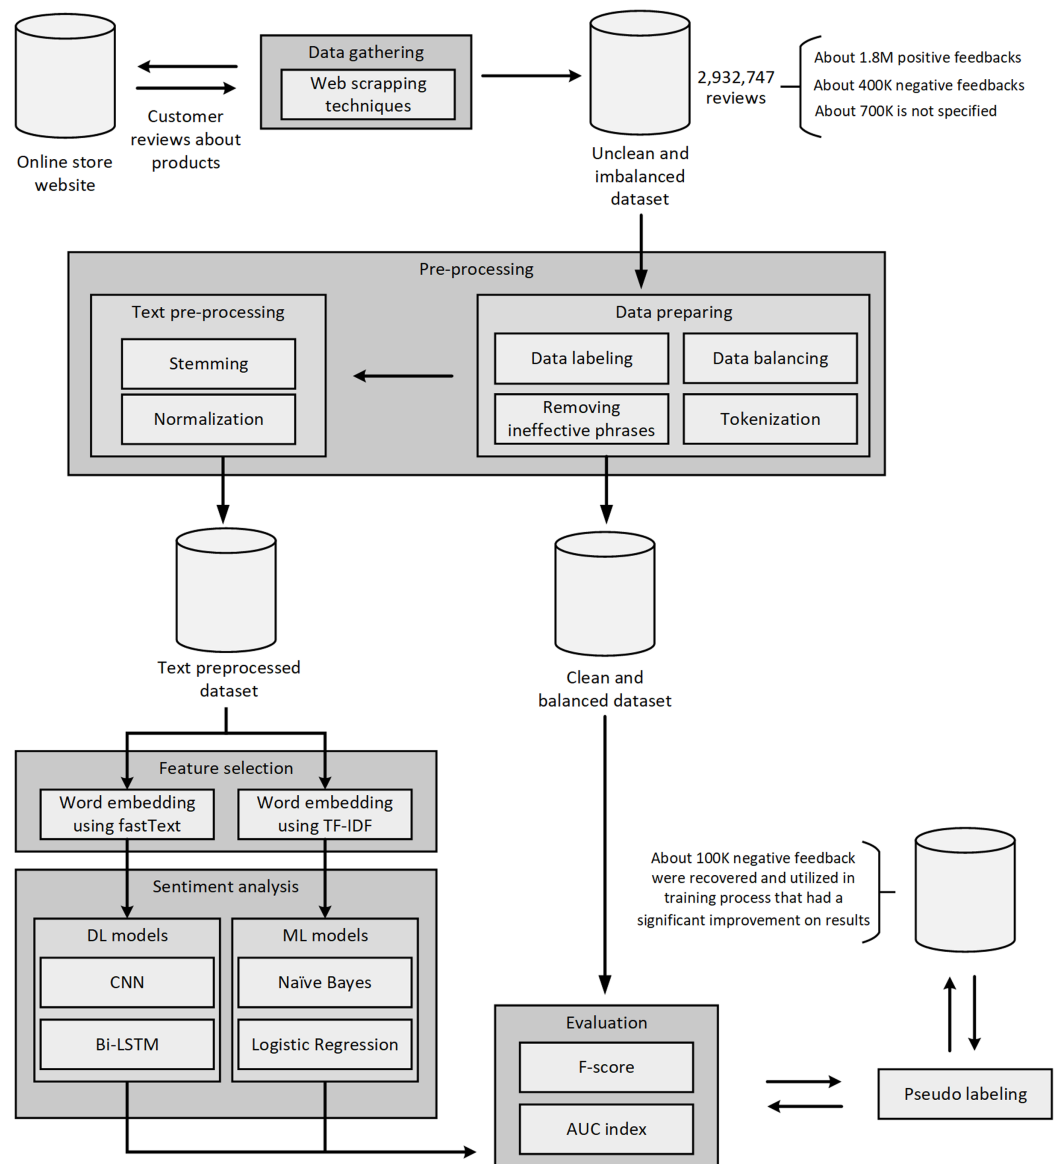 Data gathering
Web scrapping
techniques
Customer
reviews about
products
Online store
website
2,932,747
reviews
About 1.8M positive feedbacks
About 400K negative feedbacks
About 700K is not specified
Unclean and
imbalanced
dataset
Pre-processing
Text pre-processing
Stemming
Normalization
Data preparing
Data labeling
Data balancing
Removing
ineffective phrases
Tokenization
Text preprocessed
dataset
Clean and
balanced dataset
Feature selection
Word embedding
using fastText
Word embedding
using TF-IDF
Sentiment analysis
DL models
CNN
Bi-LSTM
ML models
Naïve Bayes
Logistic Regression
About 100K negative feedback
were recovered and utilized in
training process that had a
significant improvement on results
Evaluation
F-score
AUC index
Pseudo labeling